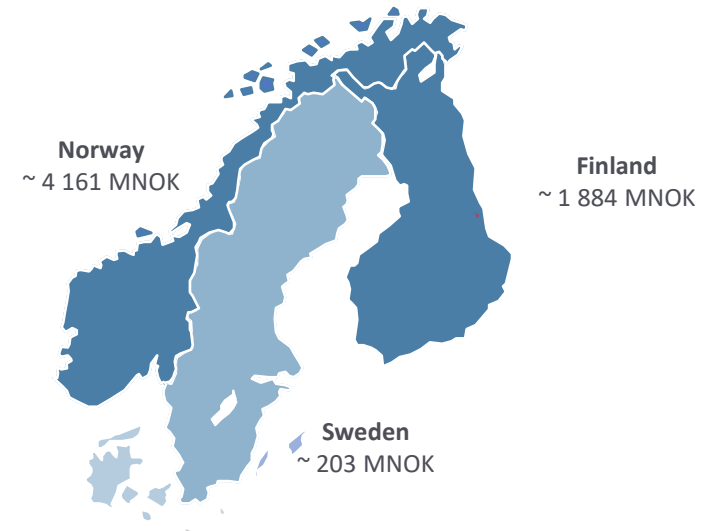 Norway
~ 4 161 MNOK
Finland
~ 1 884 MNOK
Sweden
~ 203 MNOK